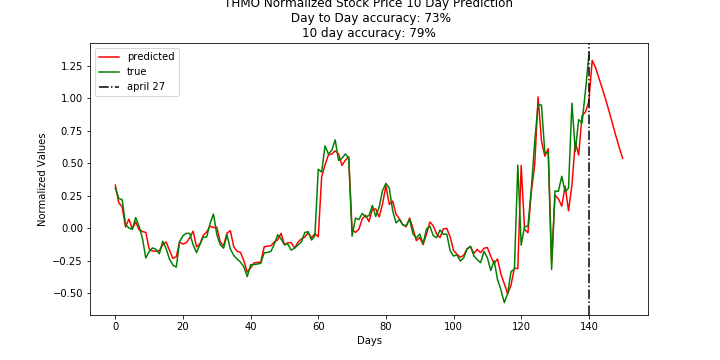 THMO Normalized Stock Price 10 Day Prediction
Day to Day accuracy: 73%
10 day accuracy: 79%
predicted
true
april 27
Normalized Values
1.25
1.00
0.75
0.50
0.25
0.00
−0.25
−0.50
0 20 40 60 80 100 120 140
Days